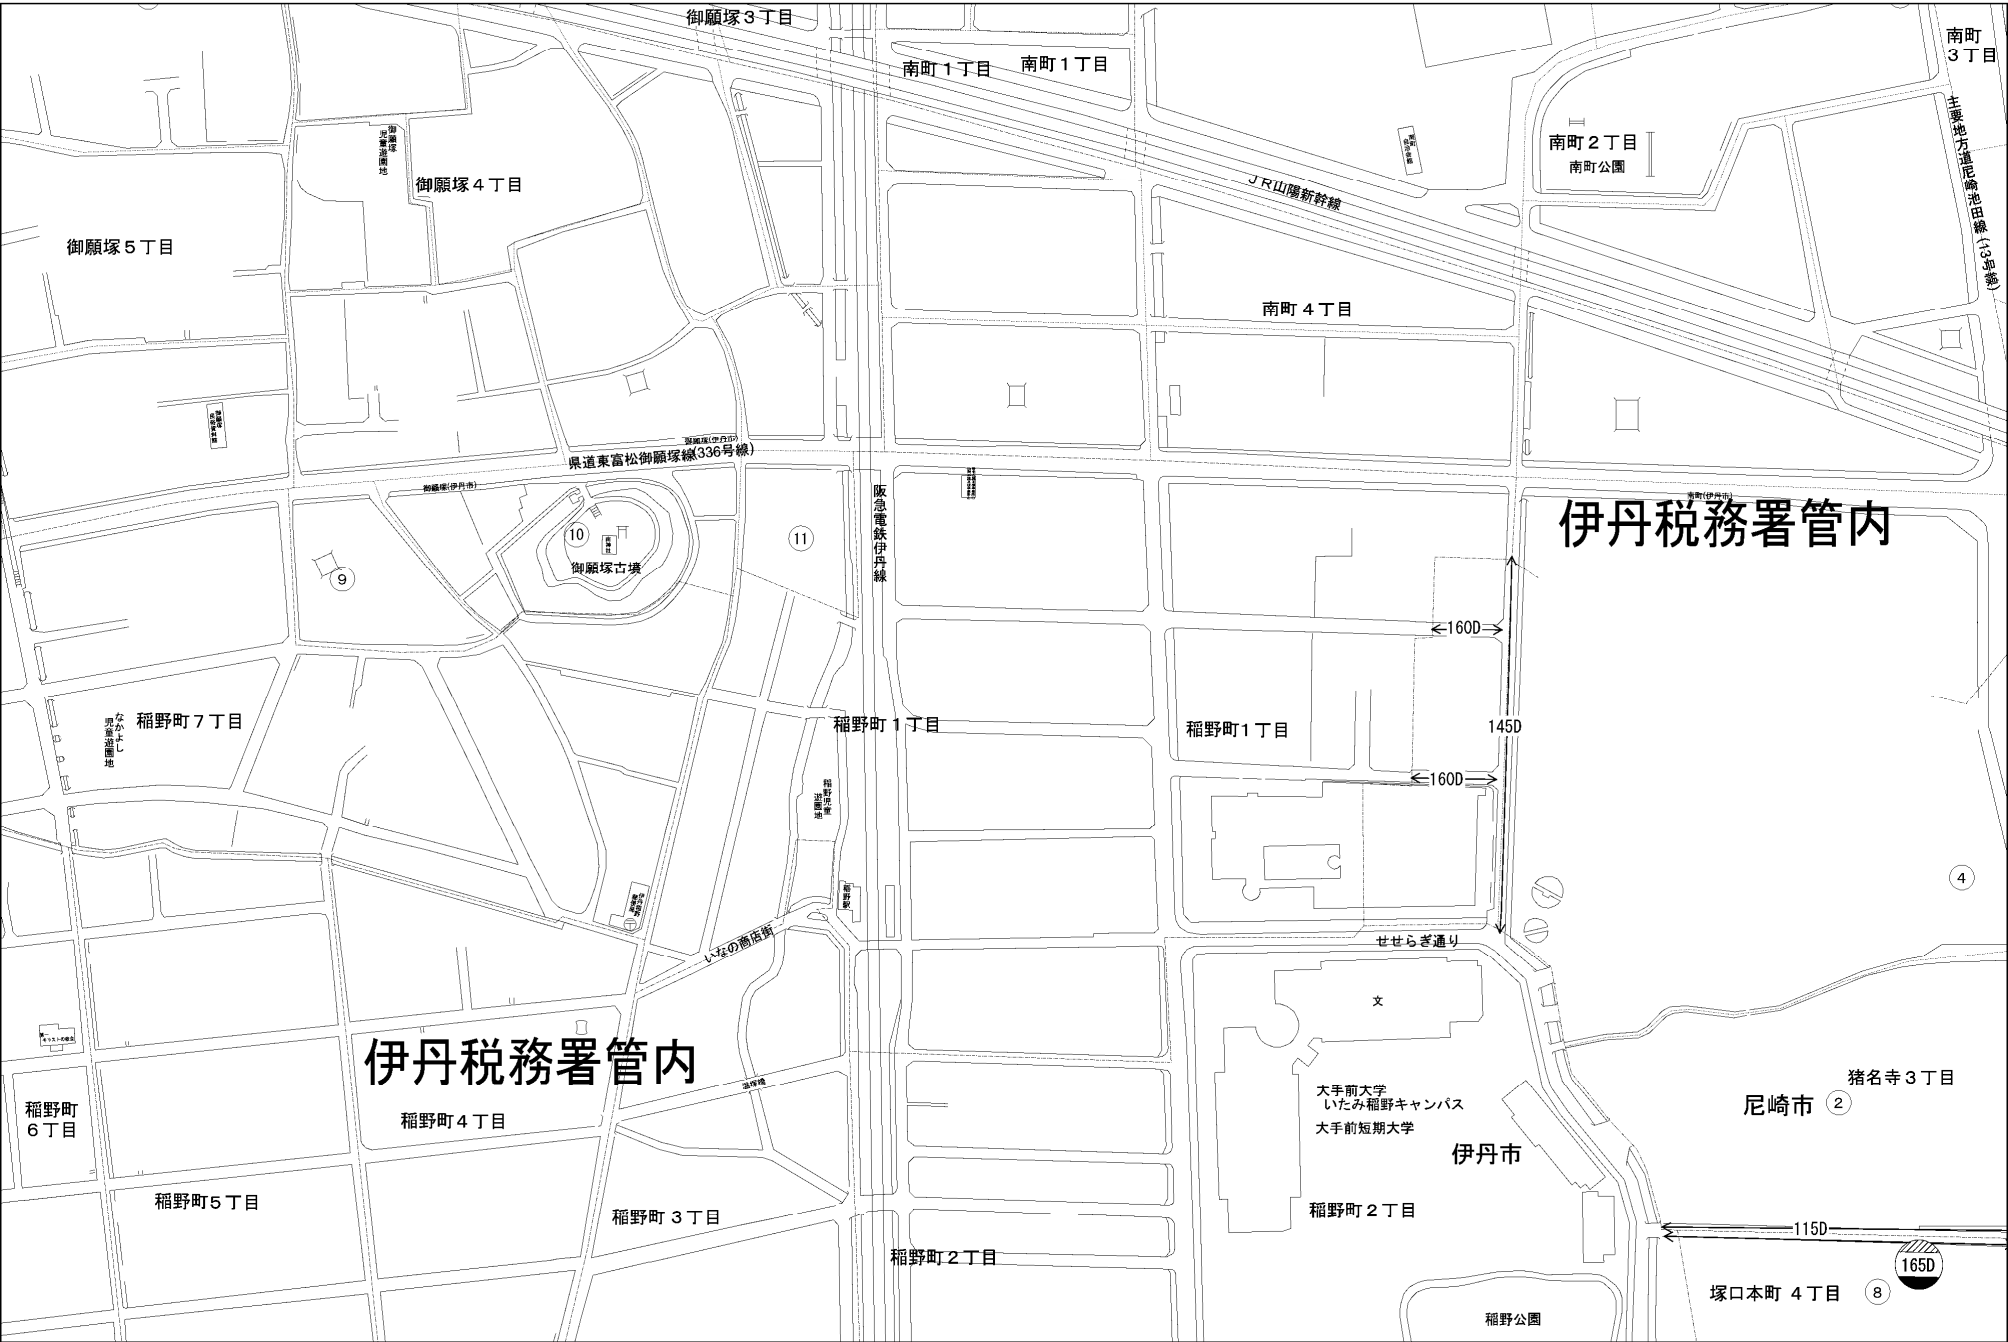 御願塚３丁目
南町１丁目
南町１丁目
南町
３丁目
主要地方道尼崎池田線(13号線)
御願塚
児童遊園地
南町２丁目
南町公園
御願塚４丁目
ＪＲ山陽新幹線
御願塚５丁目
南町４丁目
御願塚(伊丹市)
県道東富松御願塚線(336号線)
御願塚(伊丹市)
阪急電鉄伊丹線
南町(伊丹市)
伊丹税務署管内
⑩
⑪
南神社
御願塚古墳
⑨
160D
145D
稲野町７丁目
なかよし
児童遊園地
稲野町１丁目
稲野町１丁目
160D
稲野児童
遊園地
④
稲野駅
いなの商店街
せせらぎ通り
文
伊丹税務署管内
温塚橋
大手前大学
いたみ稲野キャンパス
大手前短期大学
猪名寺３丁目
尼崎市 ②
稲野町
６丁目
稲野町４丁目
伊丹市
稲野町５丁目
稲野町３丁目
稲野町２丁目
115D
稲野町２丁目
165D
塚口本町 ４丁目 ⑧
稲野公園